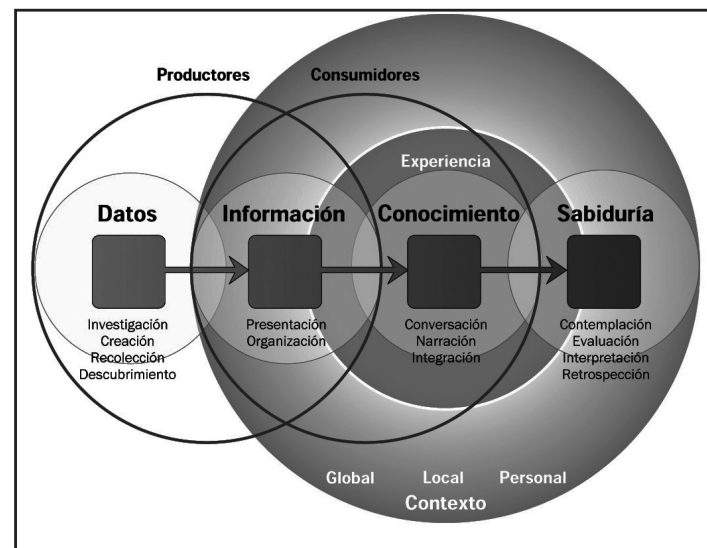 Productores
Consumidores
Experiencia
Datos
Información
Conocimiento
Sabiduría
Investigación
Creación
Recolección
Descubrimiento
Presentación
Organización
Conversación
Narración
Integración
Contemplación
Evaluación
Interpretación
Retrospección
Global
Local
Personal
Contexto